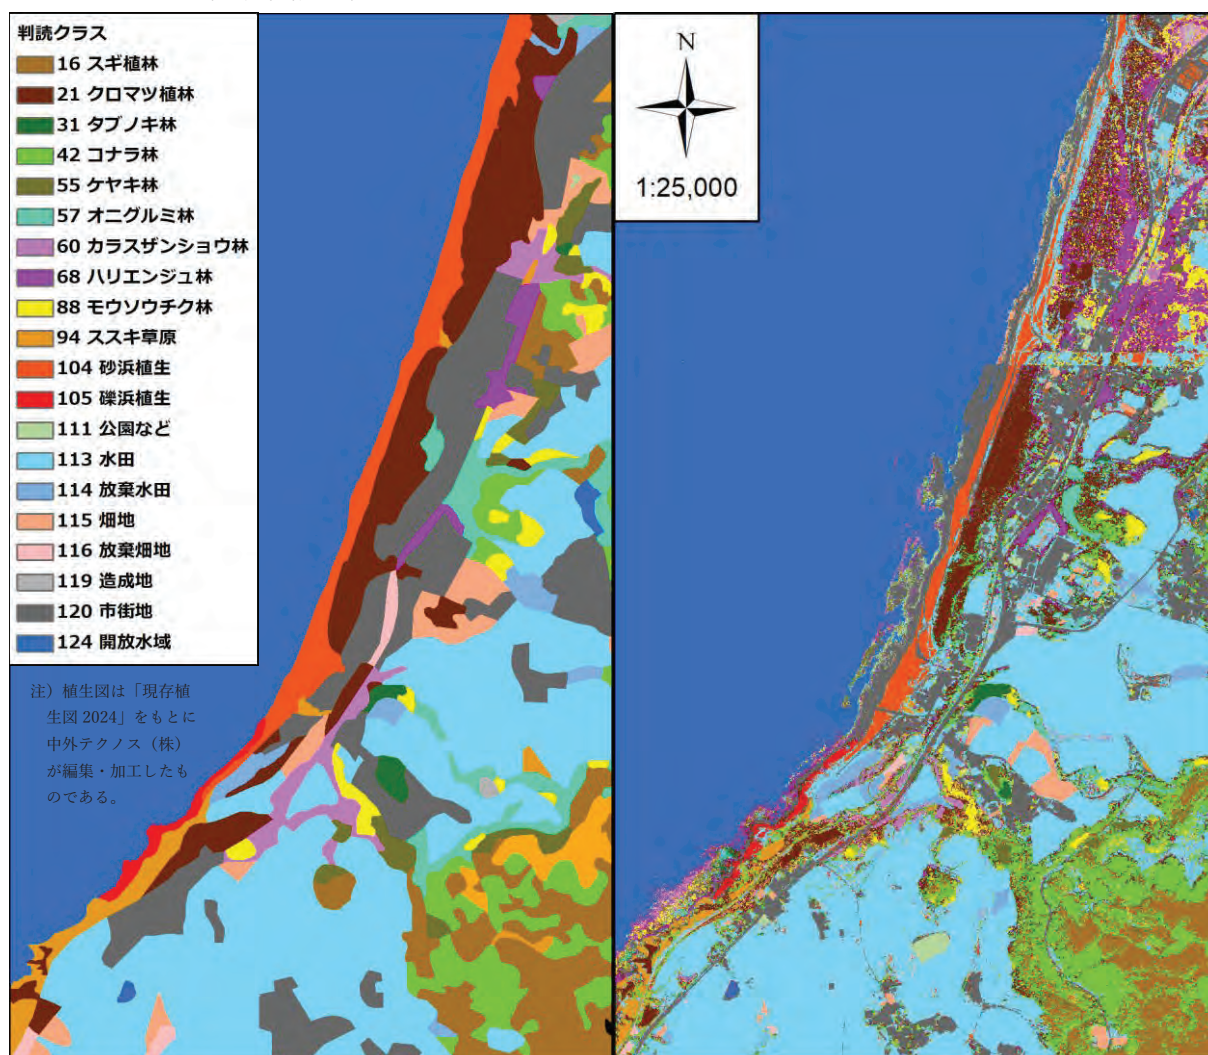 判読クラス
16 スギ植林
21 クロマツ植林
31 タブノキ林
42 コナラ林
55 ケヤキ林
57 オニグルミ林
60 カラスザンショウ林
68 ハリエンジュ林
88 モウソウチク林
94 ススキ草原
104 砂浜植生
105 礫浜植生
111 公園など
113 水田
114 放棄水田
115 畑地
116 放棄畑地
119 造成地
120 市街地
124 開放水域
注）植生図は「現存植
生図 2024」をもとに
中外テクノス（株）
が編集・加工したも
のである。
N
1:25,000